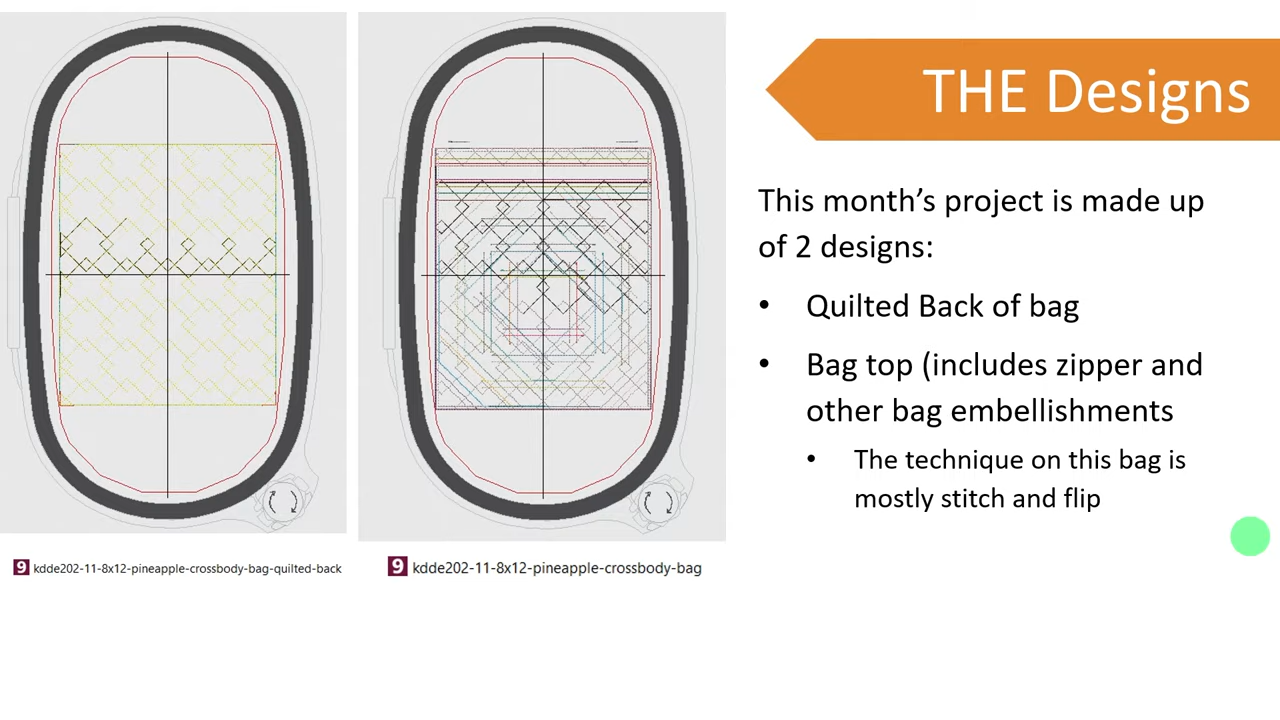 THE Designs
This month’s project is made up
of 2 designs:
• Quilted Back of bag
• Bag top (includes zipper and
other bag embellishments
• The technique on this bag is
mostly stitch and flip
9 kdde202-11-8x12-pineapple-crossbody-bag-quilted-back
9 kdde202-11-8x12-pineapple-crossbody-bag